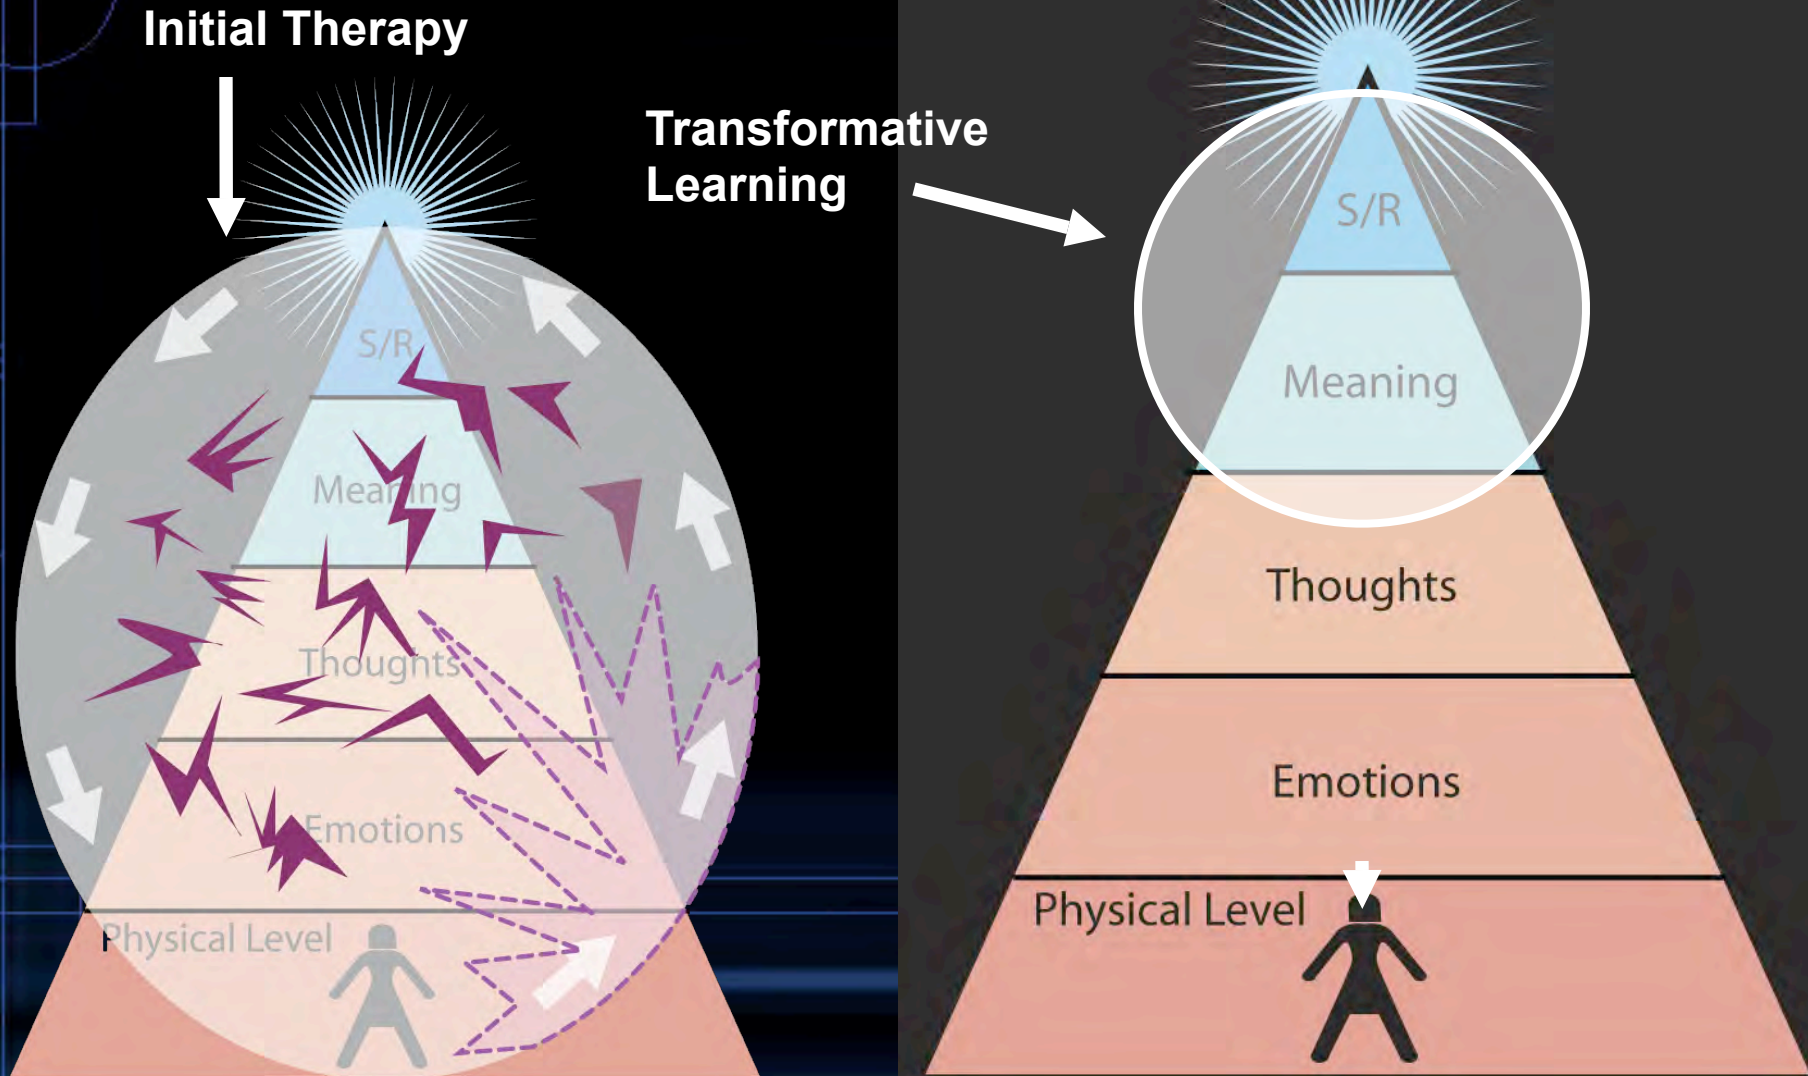 Initial Therapy
S/R
Meaning
Thoughts
Emotions
Physical Level
Transformative
Learning
S/R
Meaning
Thoughts
Emotions
Physical Level